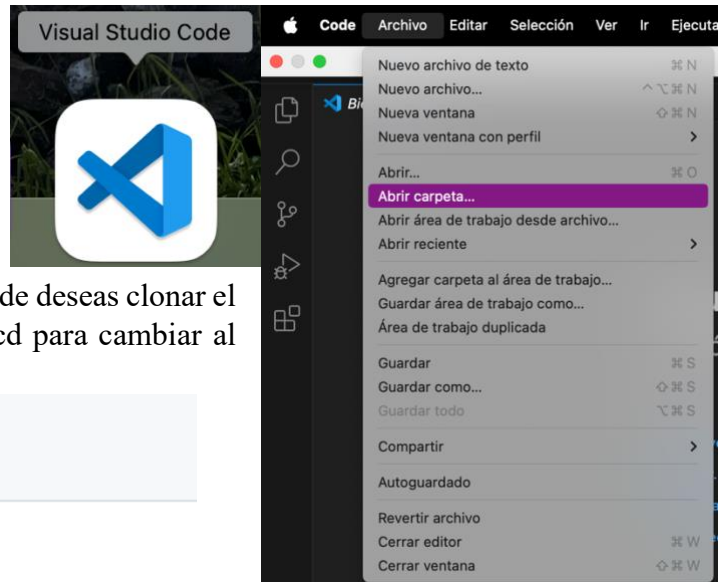 Visual Studio Code
de deseas clonar el
cd para cambiar al
Code Archivo Editar Selección Ver Ir
Nuevo archivo de texto ⌘ N
Nuevo archivo... ^ ⌥ ⌘ N
Nueva ventana ⇧ ⌘ N
Nueva ventana con perfil >
Abrir... ⌘ O
Abrir carpeta...
Abrir área de trabajo desde archivo...
Abrir reciente >
Agregar carpeta al área de trabajo...
Guardar área de trabajo como...
Área de trabajo duplicada
Guardar ⌘ S
Guardar como... ⇧ ⌘ S
Guardar todo ⌥ ⌘ S
Compartir >
Autoguardado
Revertir archivo
Cerrar editor ⌘ W
Cerrar ventana ⇧ ⌘ W